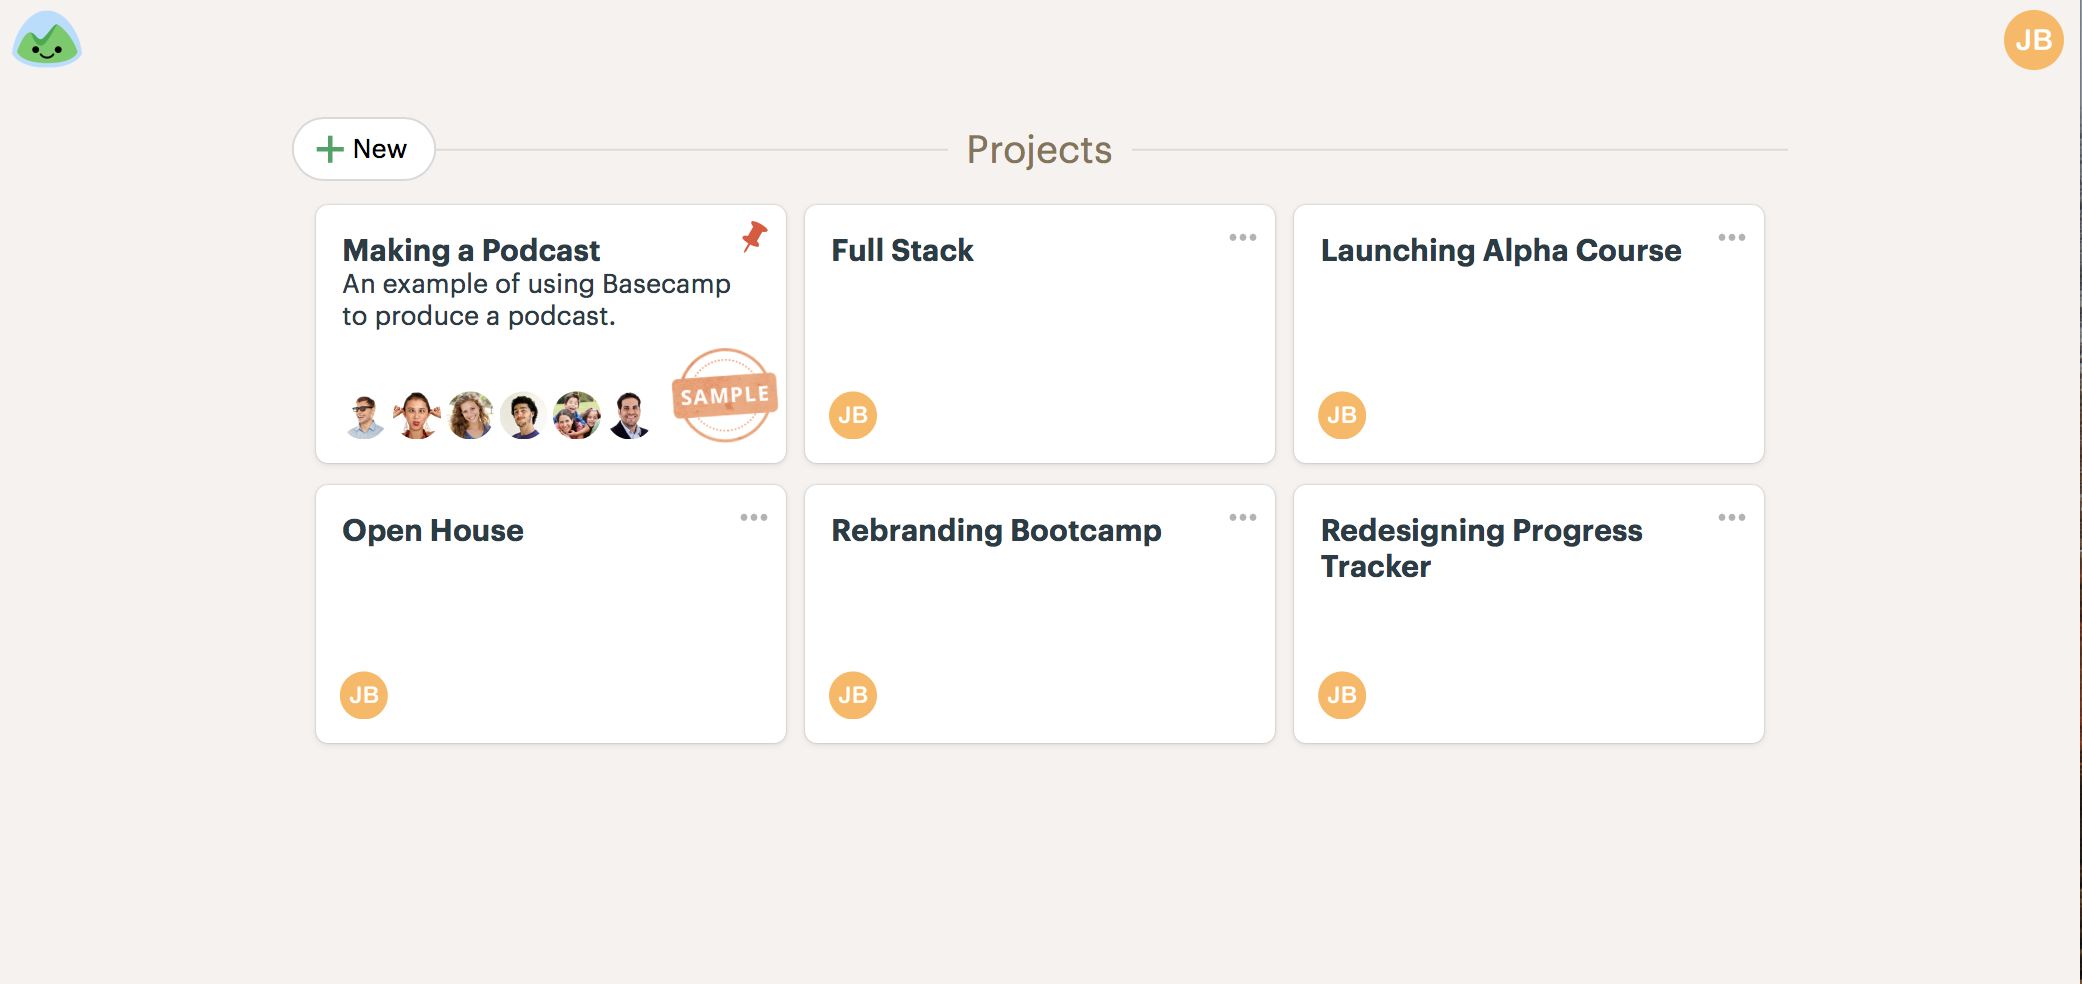 JB
New
Projects
Making a Podcast
An example of using Basecamp
to produce a podcast.
SAMPLE
Full Stack
JB
Launching Alpha Course
JB
Open House
JB
Rebranding Bootcamp
JB
Redesigning Progress
Tracker
JB